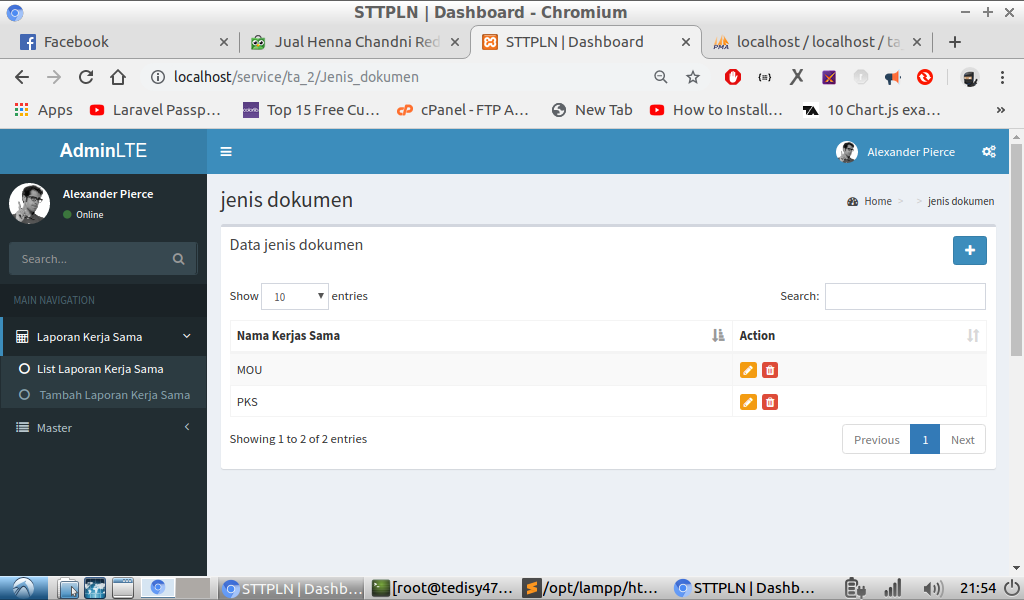 STTPLN | Dashboard - Chromium
Facebook
Jual Henna Chandni Red
STTPLN | Dashboard
PMA
localhost / localhost / ta
localhost/service/ta_2/Jenis_dokumen
Apps
Laravel Passp...
colorlib
Top 15 Free Cu...
cPanel - FTP A...
New Tab
How to Install...
10 Chart.js exa...
»
AdminLTE
Alexander Pierce
Alexander Pierce
Online
Search...
MAIN NAVIGATION
Laporan Kerja Sama
List Laporan Kerja Sama
Tambah Laporan Kerja Sama
Master
jenis dokumen
Home > > jenis dokumen
Data jenis dokumen
Show 10 entries
Search:
Nama Kerjas Sama Action
MOU
PKS
Showing 1 to 2 of 2 entries
Previous 1 Next
STTPLN | Dashb...
[root@tedisy47...
/opt/lampp/ht...
STTPLN | Dashb...
21:54